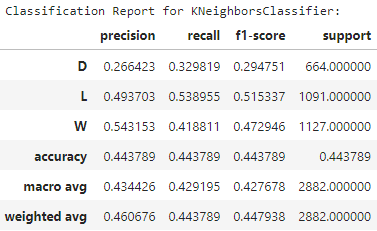 Classification Report for KNeighborsClassifier:
precision recall f1-score support
D 0.266423 0.329819 0.294751 664.000000
L 0.493703 0.538955 0.515337 1091.000000
W 0.543153 0.418811 0.472946 1127.000000
accuracy 0.443789 0.443789 0.443789 0.443789
macro avg 0.434426 0.429195 0.427678 2882.000000
weighted avg 0.460676 0.443789 0.447938 2882.000000